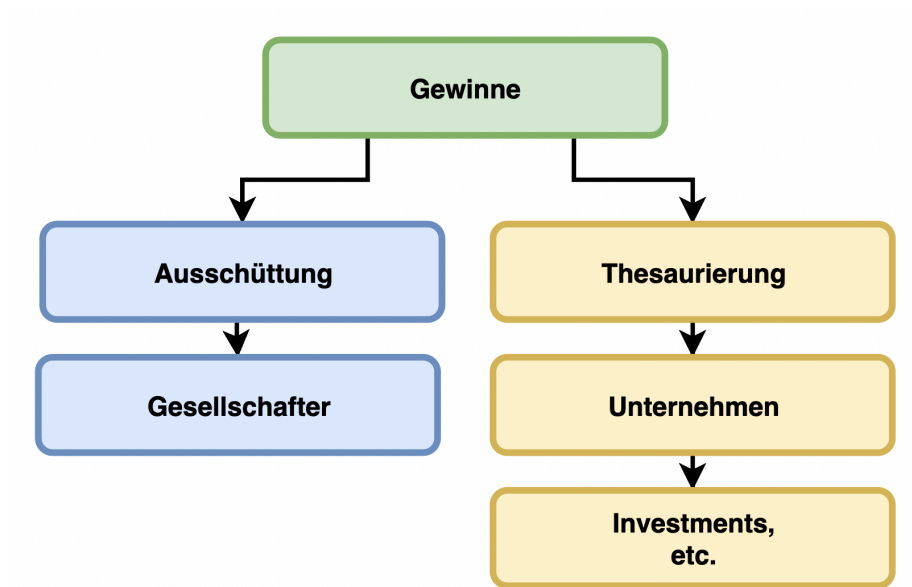 Gewinne
Ausschüttung
Thesaurierung
Gesellschafter
Unternehmen
Investments,
etc.